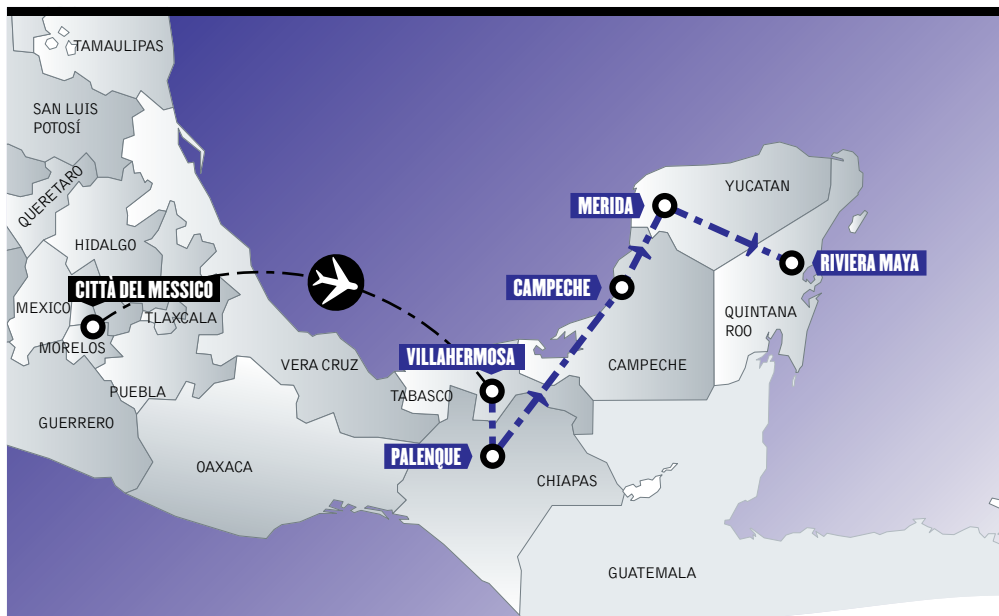 TAMAULIPAS
SAN LUIS
POTOSÍ
QUERETARO
HIDALGO
CITTÀ DEL MESSICO
MEXICO
TLAXCALA
MORELOS
PUEBLA
GUERRERO
VERA CRUZ
OAXACA
VILLAHERMOSA
TABASCO
PALENQUE
CHIAPAS
GUATEMALA
CAMPECHE
CAMPECHE
MERIDA
YUCATAN
RIVIERA MAYA
QUINTANA
ROO